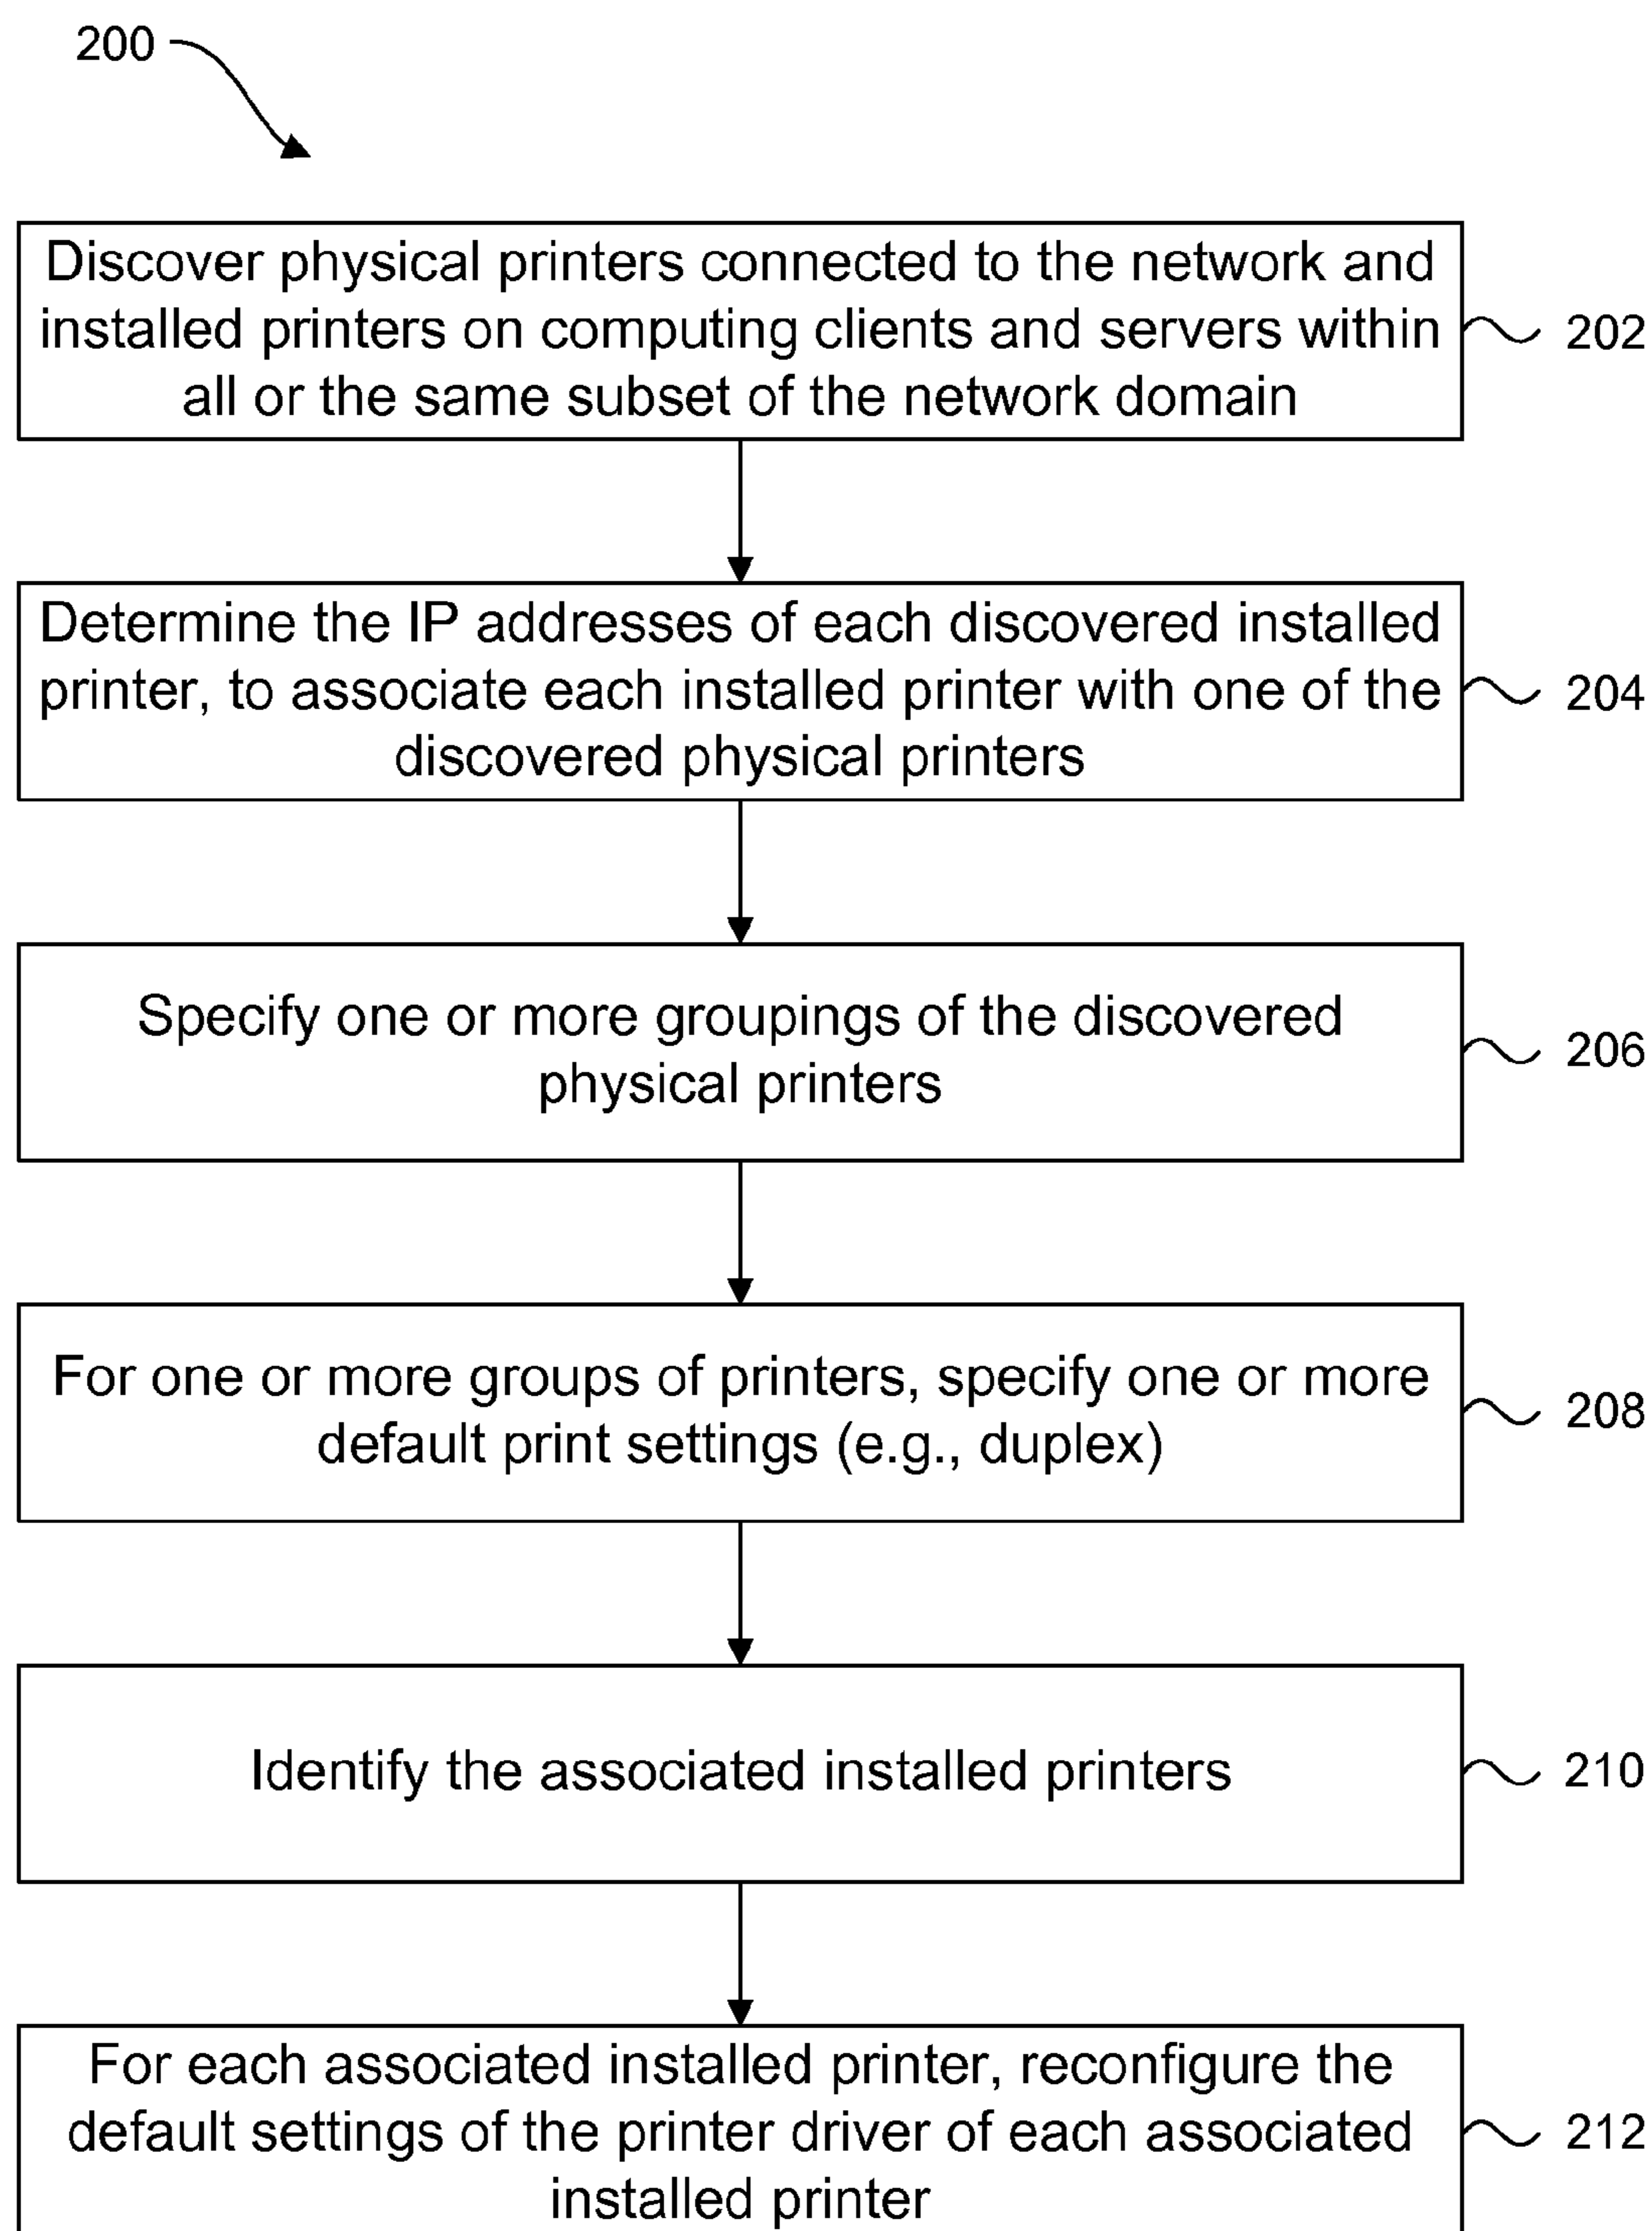 200
Discover physical printers connected to the network and
installed printers on computing clients and servers within
all or the same subset of the network domain
202
Determine the IP addresses of each discovered installed
printer, to associate each installed printer with one of the
discovered physical printers
204
Specify one or more groupings of the discovered
physical printers
206
For one or more groups of printers, specify one or more
default print settings (e.g., duplex)
208
Identify the associated installed printers
210
For each associated installed printer, reconfigure the
default settings of the printer driver of each associated
installed printer
212